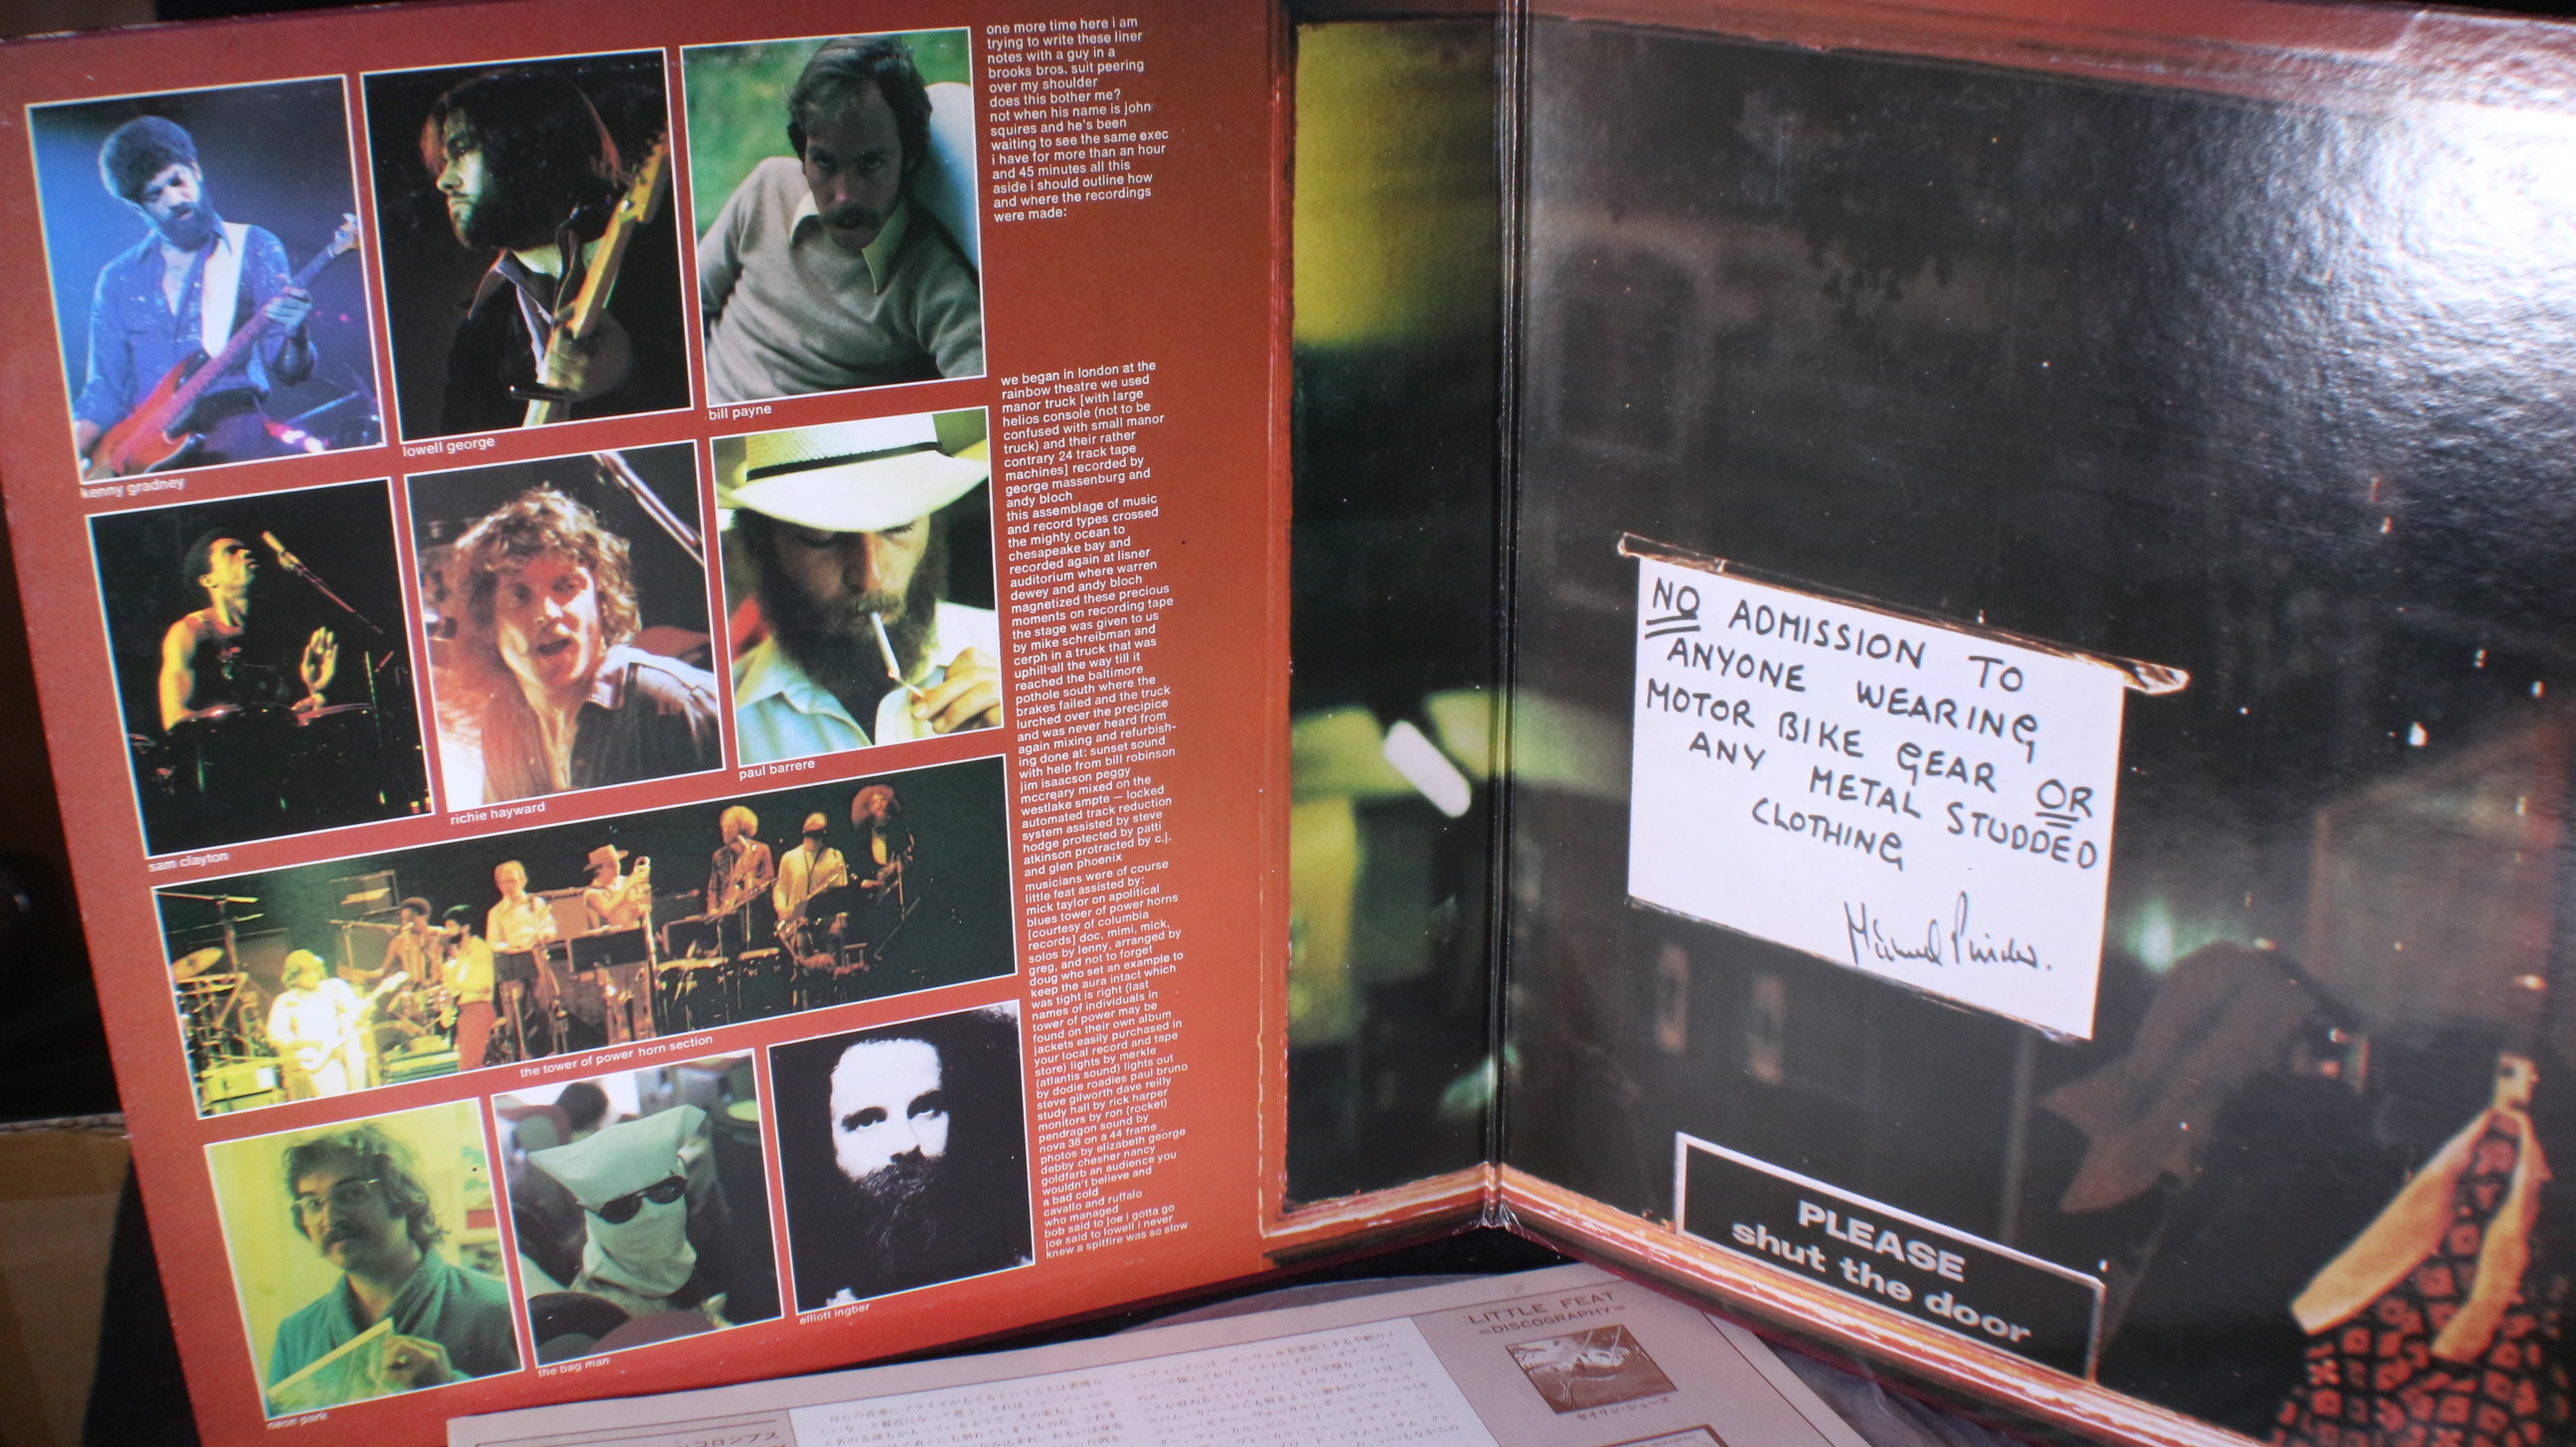 kenny gradney
lowell george
bill payne
sam clayton
richie hayward
paul barrere
the tower of power horn section
neon park
the bag man
elliott ingber
one more time here i am
trying to write these liner
notes with a guy in a
brooks bros. suit peering
over my shoulder
does this bother me?
not when his name is john
squires and he's been
waiting to see the same exec
i have for more than an hour
and 45 minutes all this
aside i should outline how
and where the recordings
were made:
we began in london at the
rainbow theatre we used
manor truck [with large
helios console (not to be
confused with small manor
truck) and their rather
contrary 24 track tape
machines] recorded by
george massenburg and
andy bloch
this assemblage of music
and record types crossed
the mighty ocean to
chesapeake bay and
recorded again at lisner
auditorium where warren
dewey and andy bloch
magnetized these precious
moments on recording tape
the stage was given to us
by mike schreibman and
cerph in a truck that was
uphill all the way till it
reached the baltimore
pothole south where the
brakes failed and the truck
lurched over the precipice
and was never heard from
again mixing and refurbish-
ing done at: sunset sound
with help from bill robinson
jim isaacson peggy
mccreary mixed on the
westlake smpte — locked
automated track reduction
system assisted by steve
hodge protected by patti
atkinson protracted by c.j.
and glen phoenix
musicians were of course
little feat assisted by:
mick taylor on apolitical
blues tower of power horns
[courtesy of columbia
records] doc, mimi, mick,
solos by lenny, arranged by
greg, and not to forget
doug who set an example to
keep the aura intact which
was tight is right (last
names of individuals in
tower of power may be
found on their own album
jackets easily purchased in
your local record and tape
store) lights by merkle
(atlantis sound) lights out
by dodie roadies paul bruno
steve gilworth dave reilly
study hall by rick harper
monitors by ron (rocket)
pendragon sound by
nova 38 on a 44 frame
photos by elizabeth george
debby chesher nancy
goldfarb an audience you
wouldn't believe and
a bad cold
cavallo and ruffalo
who managed
bob said to joe i gotta go
joe said to lowell i never
knew a spitfire was so slow
NO ADMISSION TO
ANYONE WEARING
MOTOR BIKE GEAR OR
ANY METAL STUDDED
CLOTHING
PLEASE
shut the door
LITTLE FEAT
=DISCOGRAPHY=
セイリン・シューズ